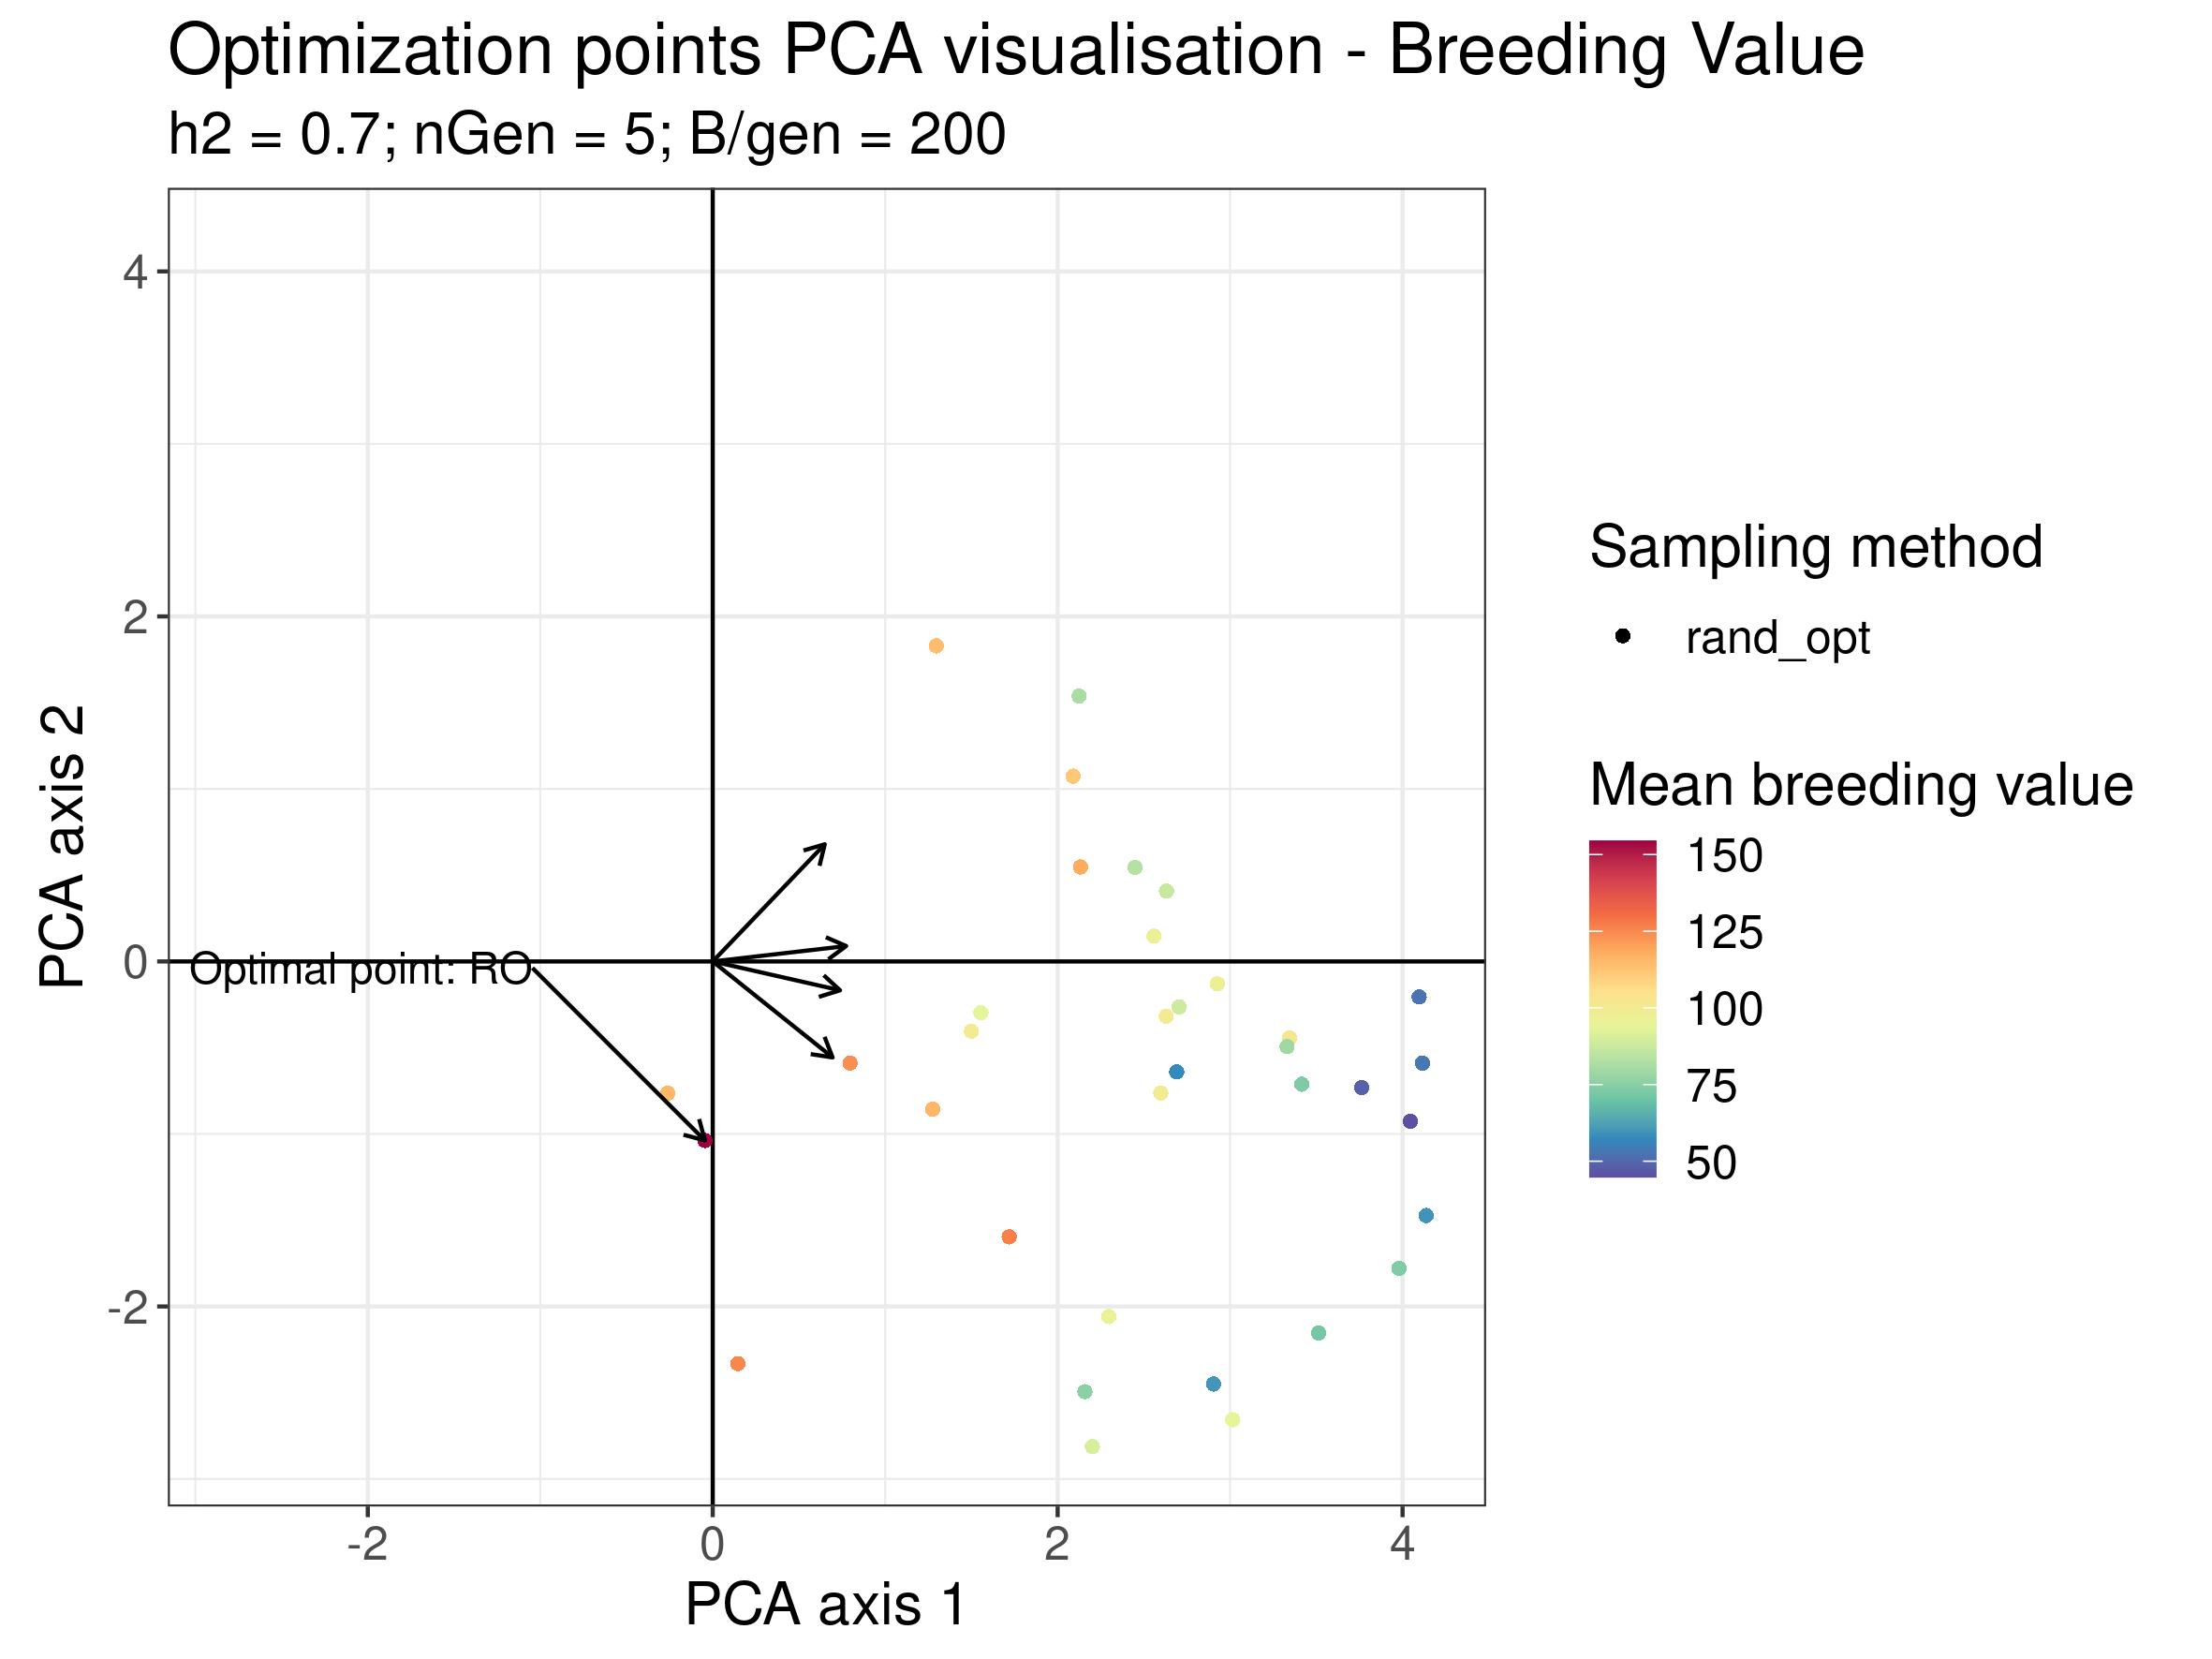 Optimization points PCA visualisation - Breeding Value
h2 = 0.7; nGen = 5; B/gen = 200
4
2
0
-2
PCA axis 2
Optimal point: RO
-2
0
2
4
PCA axis 1
Sampling method
rand_opt
Mean breeding value
150
125
100
75
50